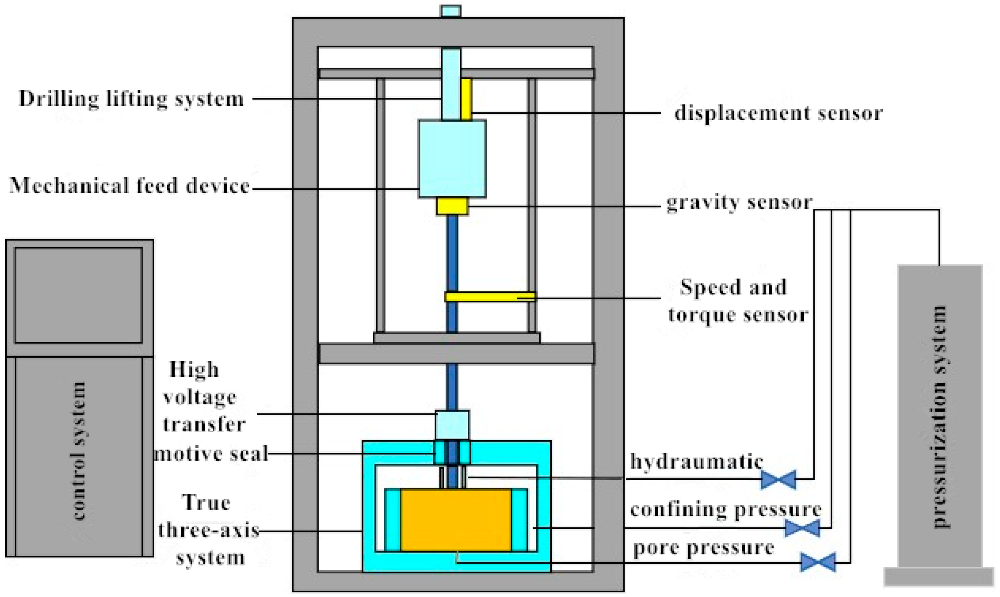 Drilling lifting system
displacement sensor
Mechanical feed device
gravity sensor
Speed and
torque sensor
High
voltage
transfer
motive seal
hydraumatic
True
three-axis
system
confining pressure
pore pressure
control system
pressurization system